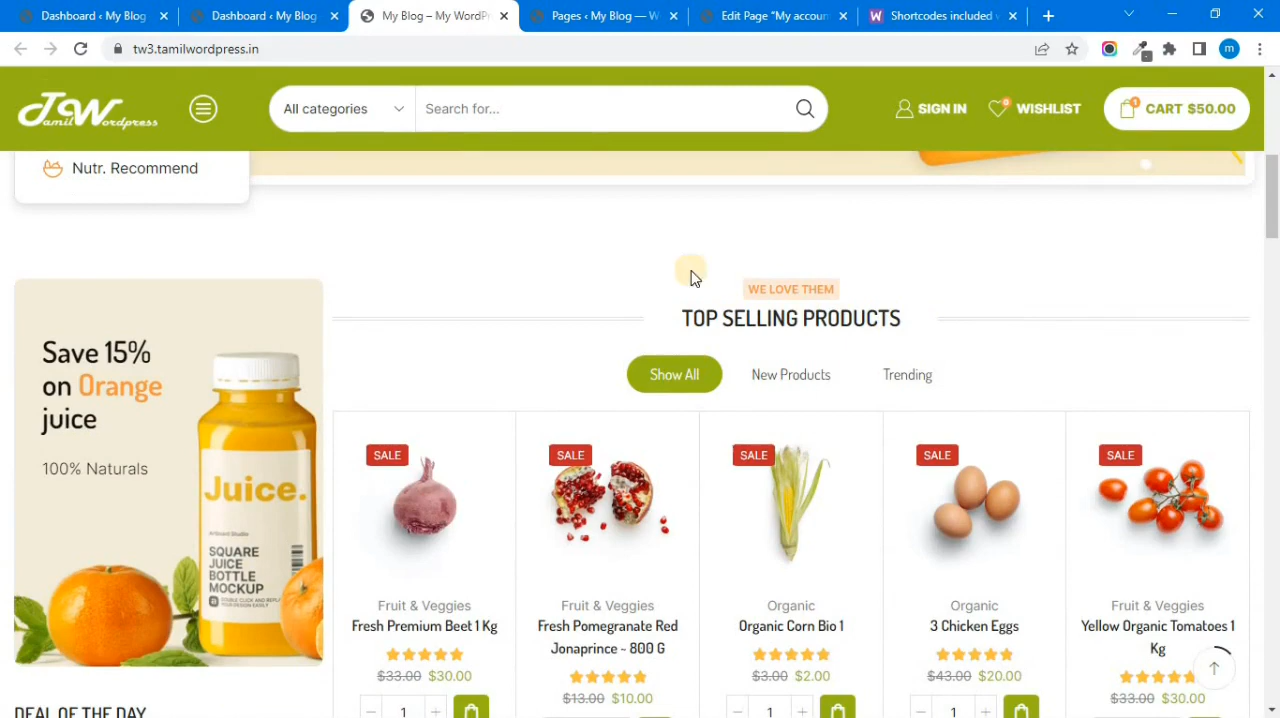 Dashboard ‹ My Blog
Dashboard ‹ My Blog
My Blog – My WordPr
Pages ‹ My Blog — W
Edit Page "My accoun
W Shortcodes included w
tw3.tamilwordpress.in
m
TamilWordpress
All categories
Search for...
SIGN IN
0
WISHLIST
1
CART $50.00
Nutr. Recommend
WE LOVE THEM
TOP SELLING PRODUCTS
Show All
New Products
Trending
Save 15%
on Orange
juice
100% Naturals
Juice.
SQUARE
JUICE
BOTTLE
MOCKUP
SALE
SALE
SALE
SALE
SALE
Fruit & Veggies
Fresh Premium Beet 1 Kg
$33.00 $30.00
1
Fruit & Veggies
Fresh Pomegranate Red
Jonaprince ~ 800 G
$13.00 $10.00
Organic
Organic Corn Bio 1
$3.00 $2.00
1
Organic
3 Chicken Eggs
$43.00 $20.00
1
Fruit & Veggies
Yellow Organic Tomatoes 1
Kg
$33.00 $30.00
DEAL OF THE DAY